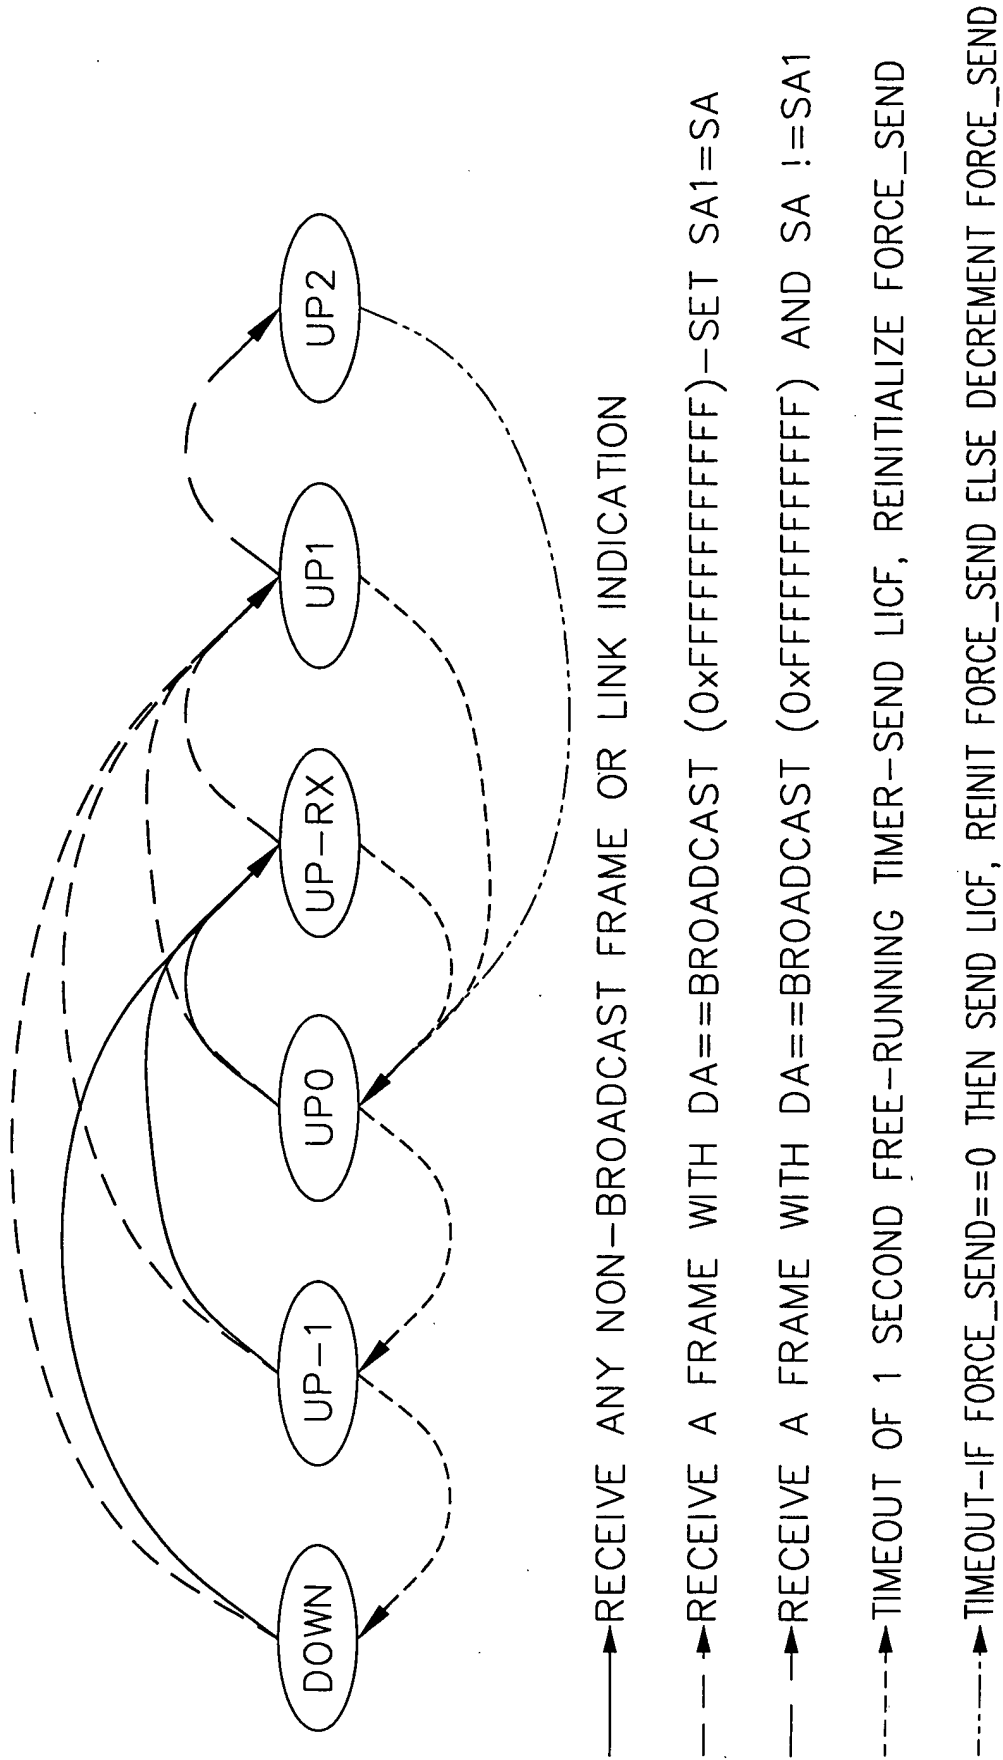 DOWN
UP-1
UP0
UP-RX
UP1
UP2
RECEIVE ANY NON-BROADCAST FRAME OR LINK INDICATION
RECEIVE A FRAME WITH DA==BROADCAST (0xFFFFFFFFFFFF)-SET SA1=SA
RECEIVE A FRAME WITH DA==BROADCAST (0xFFFFFFFFFFFF) AND SA !=SA1
TIMEOUT OF 1 SECOND FREE-RUNNING TIMER-SEND LICF, REINITIALIZE FORCE_SEND
TIMEOUT-IF FORCE_SEND==0 THEN SEND LICF, REINIT FORCE_SEND ELSE DECREMENT FORCE_SEND